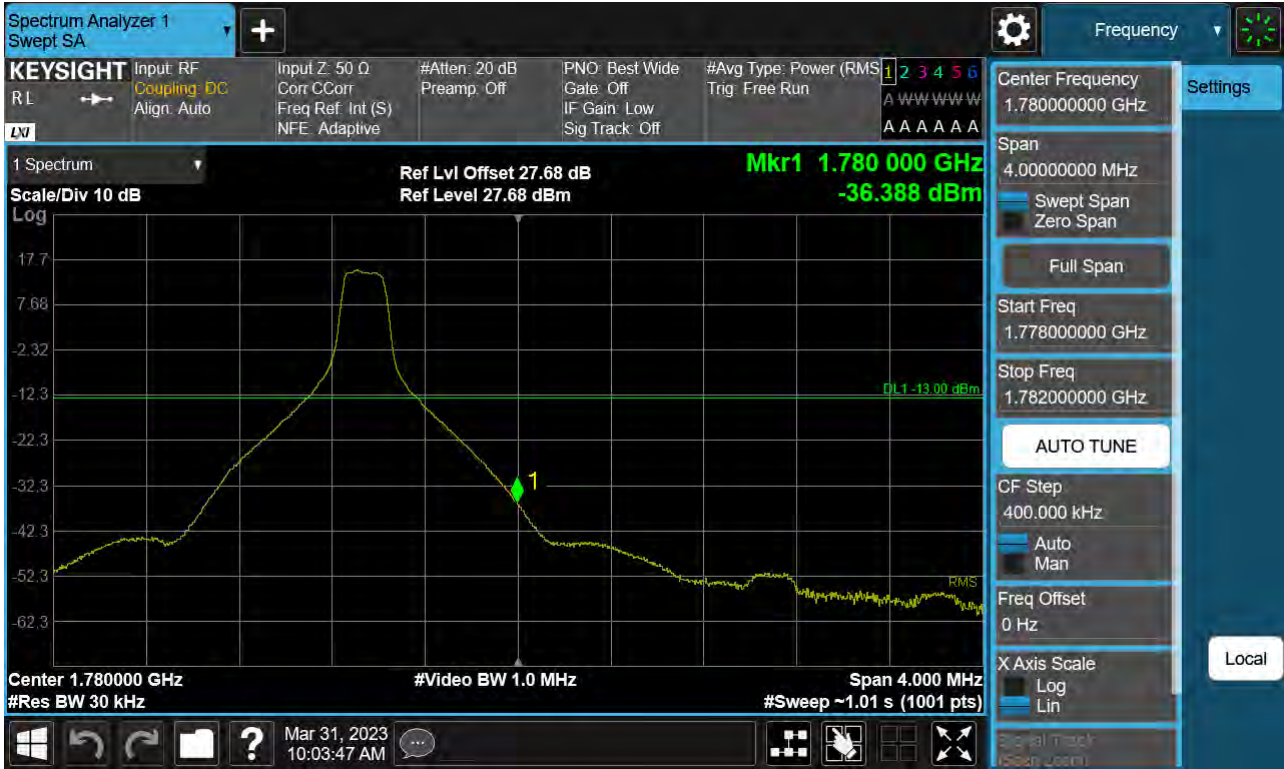 Spectrum Analyzer 1
Swept SA
+
Frequency
KEYSIGHT
RL
LXI
Input: RF
Coupling: DC
Align: Auto
Input Z: 50 Ω
Corr CCorr
Freq Ref: Int (S)
NFE: Adaptive
#Atten: 20 dB
Preamp: Off
PNO: Best Wide
Gate: Off
IF Gain: Low
Sig Track: Off
#Avg Type: Power (RMS
Trig: Free Run
1 2 3 4 5 6
A W W W W W
A A A A A A
1 Spectrum
Scale/Div 10 dB
Log
Ref Lvl Offset 27.68 dB
Ref Level 27.68 dBm
Mkr1 1.780 000 GHz
-36.388 dBm
17.7
7.68
-2.32
-12.3
-22.3
-32.3
-42.3
-52.3
-62.3
DL1 -13.00 dBm
1
RMS
Center 1.780000 GHz
#Res BW 30 kHz
#Video BW 1.0 MHz
Span 4.000 MHz
#Sweep ~1.01 s (1001 pts)
Center Frequency
1.780000000 GHz
Span
4.00000000 MHz
Swept Span
Zero Span
Full Span
Start Freq
1.778000000 GHz
Stop Freq
1.782000000 GHz
AUTO TUNE
CF Step
400.000 kHz
Auto
Man
Freq Offset
0 Hz
X Axis Scale
Log
Lin
Signal Track
(Span Zoom)
Settings
Local
?
Mar 31, 2023
10:03:47 AM